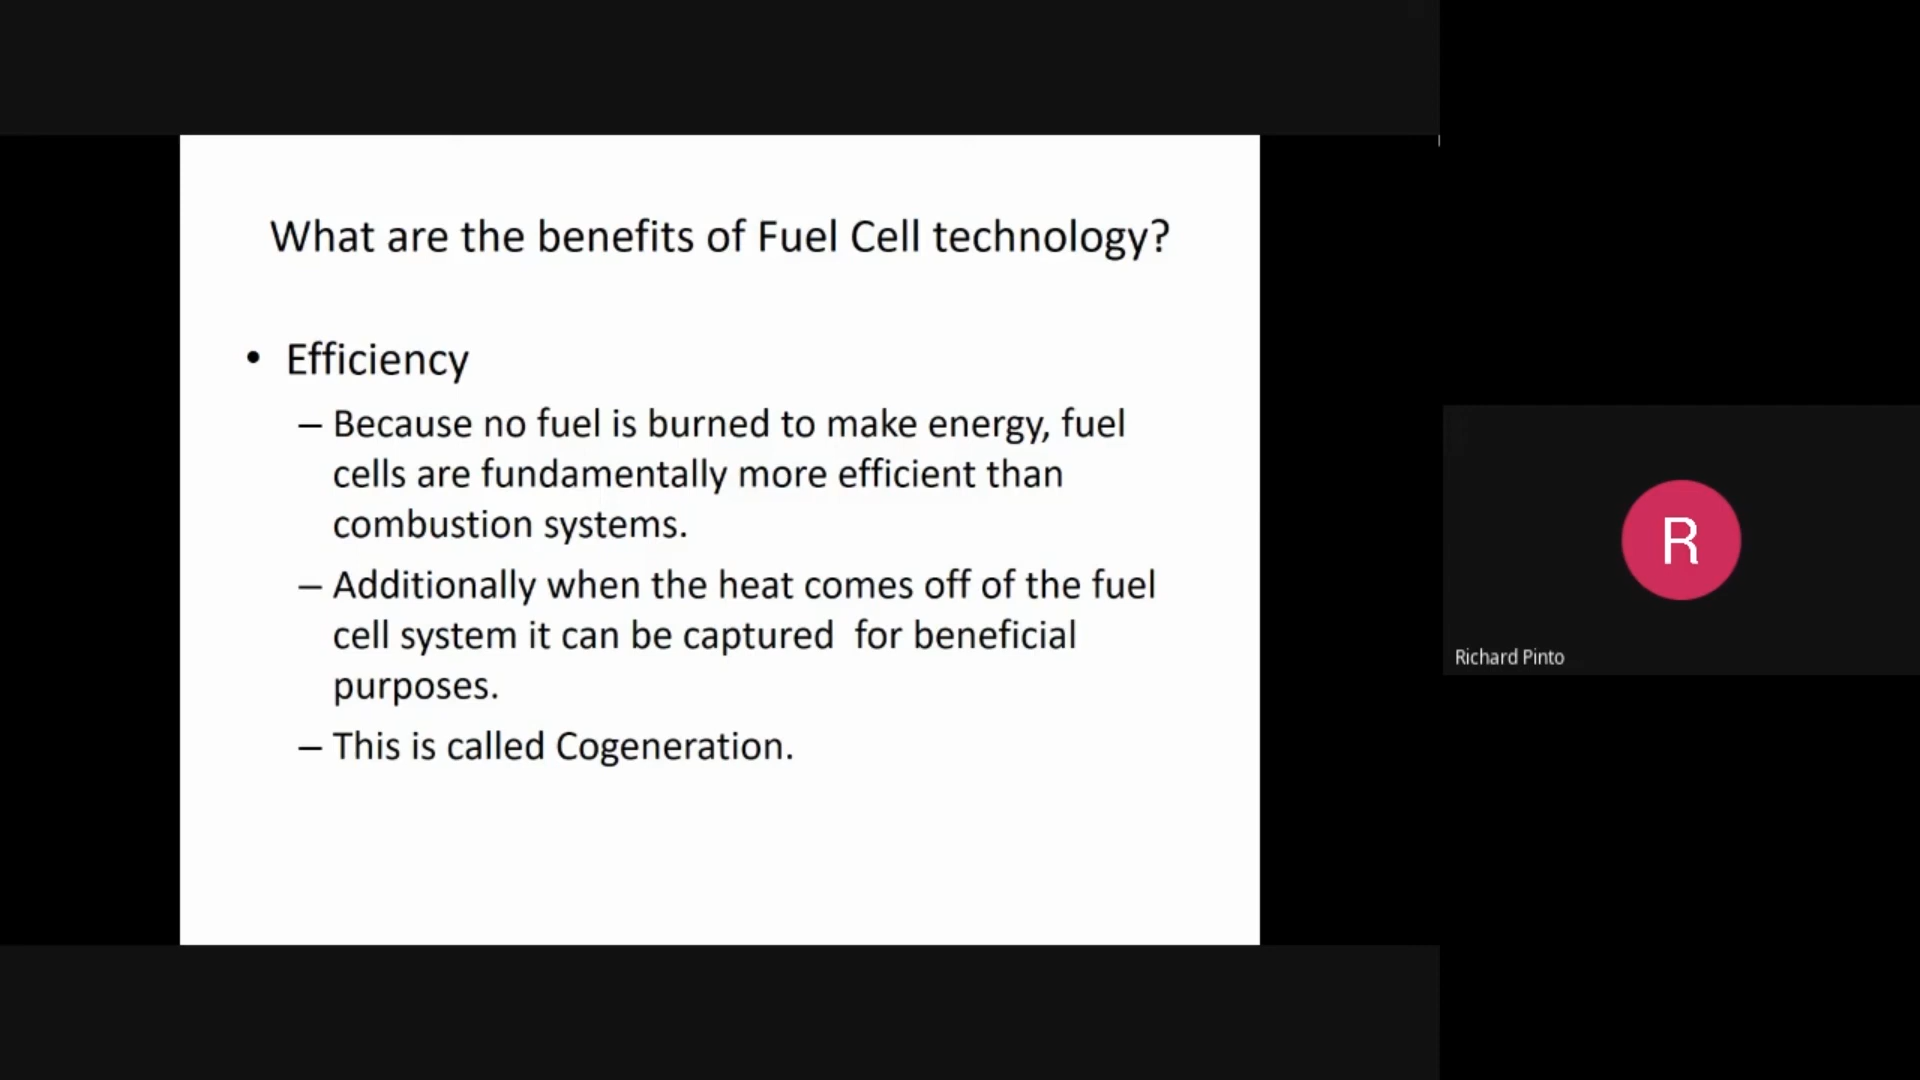 What are the benefits of Fuel Cell technology?
• Efficiency
– Because no fuel is burned to make energy, fuel
cells are fundamentally more efficient than
combustion systems.
– Additionally when the heat comes off of the fuel
cell system it can be captured  for beneficial
purposes.
– This is called Cogeneration.
R
Richard Pinto